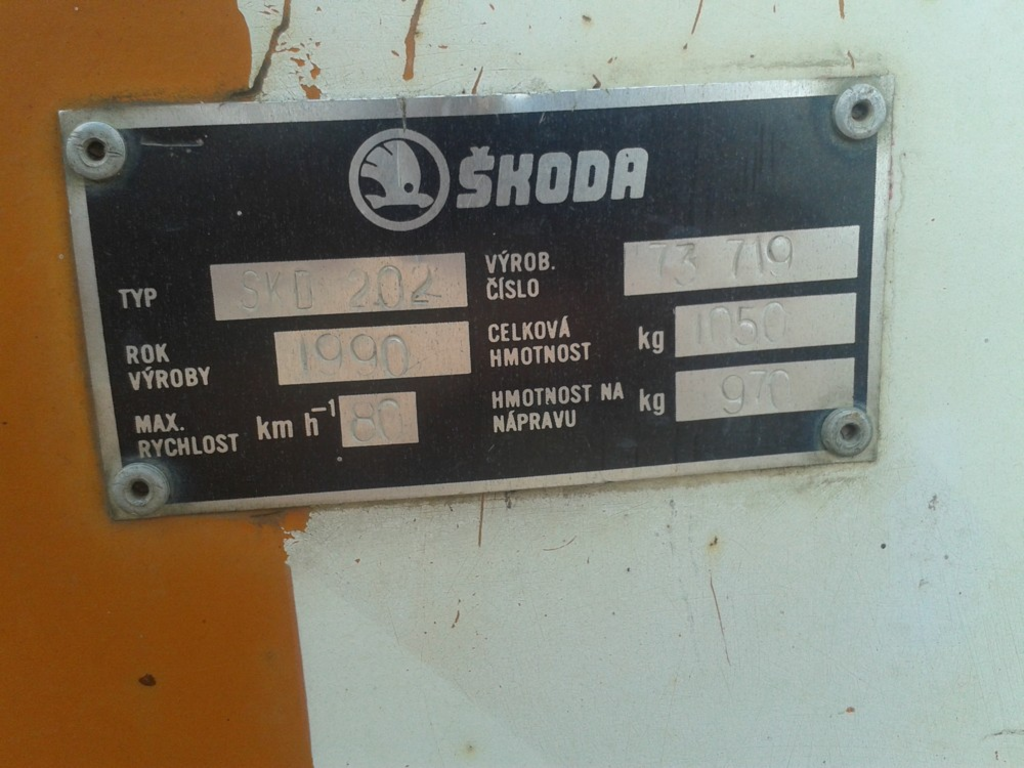 ŠKODA
TYP SKD 202
ROK VÝROBY 1990
MAX. RYCHLOST km h⁻¹ 80
VÝROB. ČÍSLO 73 719
CELKOVÁ HMOTNOST kg 1050
HMOTNOST NA NÁPRAVU kg 970